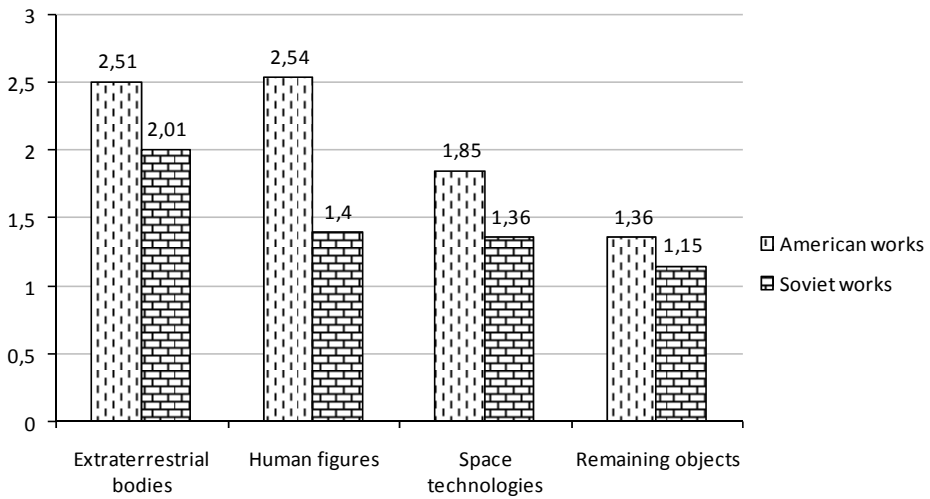 3
2,5
2
1,5
1
0,5
0
2,51
2,01
2,54
1,4
1,85
1,36
1,36
1,15
Extraterrestrial
bodies
Human figures
Space
technologies
Remaining objects
American works
Soviet works